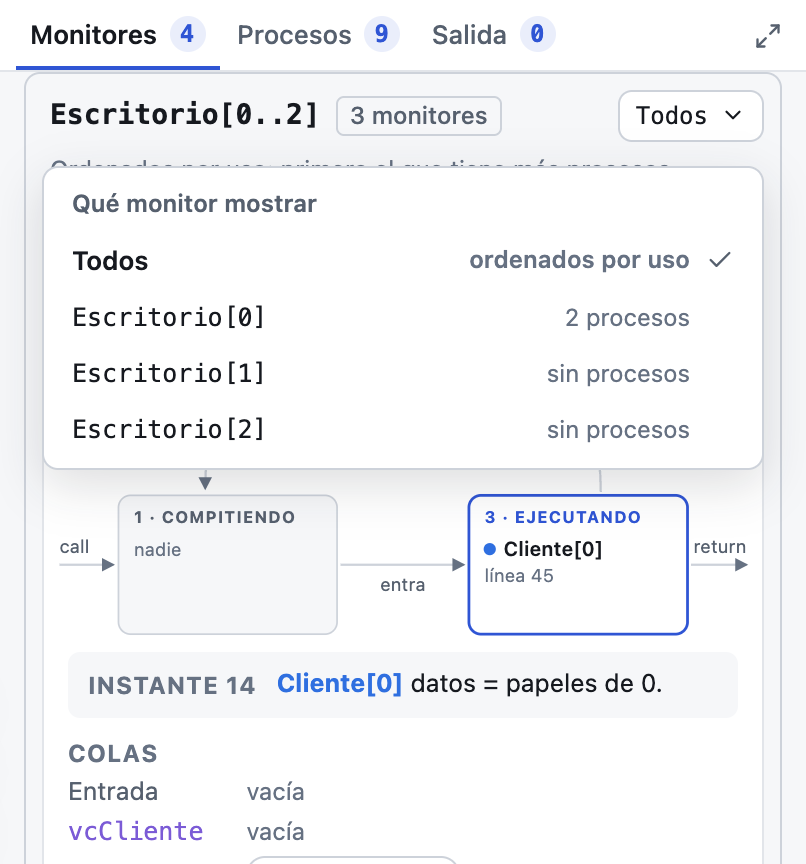 Monitores 4 Procesos 9 Salida 0
Escritorio[0..2] 3 monitores Todos
Qué monitor mostrar
Todos ordenados por uso
Escritorio[0] 2 procesos
Escritorio[1] sin procesos
Escritorio[2] sin procesos
1 · COMPITIENDO
nadie
3 · EJECUTANDO
Cliente[0]
línea 45
call
entra
return
INSTANTE 14 Cliente[0] datos = papeles de 0.
COLAS
Entrada vacía
vcCliente vacía